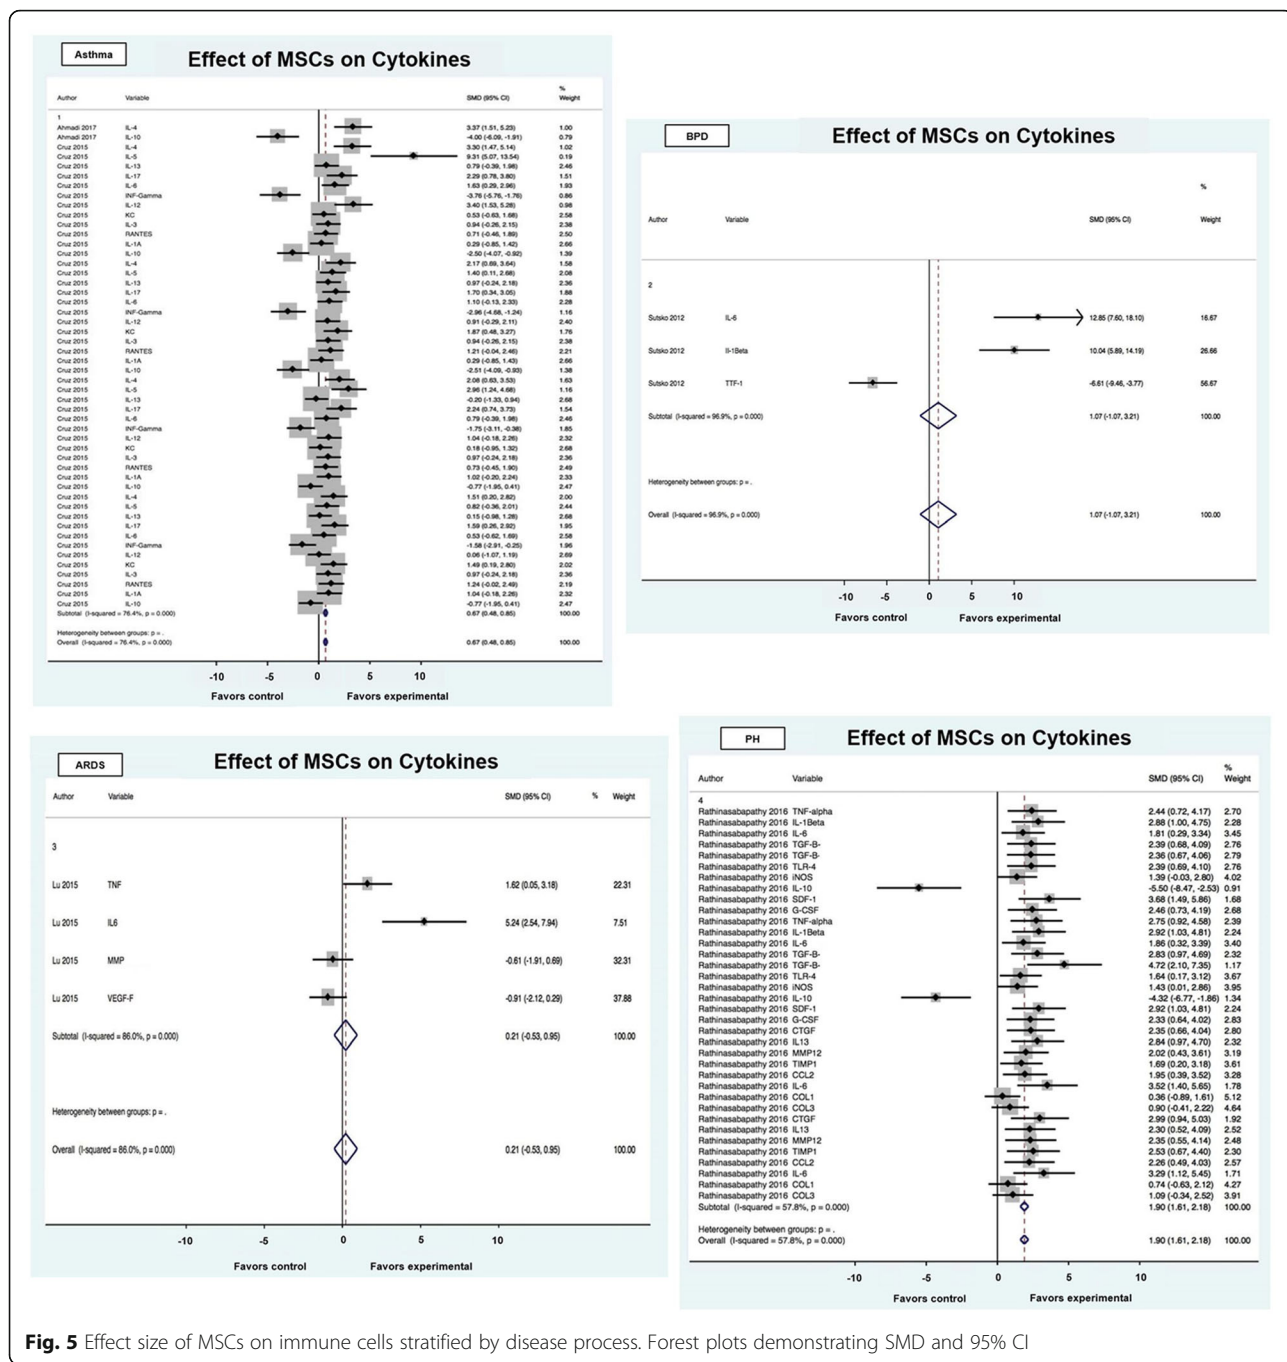 Asthma
Effect of MSCs on Cytokines
%
Author Variable SMD (95% CI) Weight
1
Ahmadi 2017 IL-4 3.37 (1.51, 5.23) 1.00
Ahmadi 2017 IL-10 -4.00 (-6.09, -1.91) 0.79
Cruz 2015 IL-4 3.30 (1.47, 5.14) 1.02
Cruz 2015 IL-5 9.31 (5.07, 13.54) 0.19
Cruz 2015 IL-13 0.79 (-0.39, 1.98) 2.46
Cruz 2015 IL-17 2.29 (0.78, 3.80) 1.51
Cruz 2015 IL-6 1.63 (0.29, 2.96) 1.93
Cruz 2015 INF-Gamma -3.76 (-5.76, -1.76) 0.86
Cruz 2015 IL-12 3.40 (1.53, 5.28) 0.98
Cruz 2015 KC 0.53 (-0.63, 1.68) 2.58
Cruz 2015 IL-3 0.94 (-0.26, 2.15) 2.38
Cruz 2015 RANTES 0.71 (-0.46, 1.89) 2.50
Cruz 2015 IL-1A 0.29 (-0.85, 1.42) 2.66
Cruz 2015 IL-10 -2.50 (-4.07, -0.92) 1.39
Cruz 2015 IL-4 2.17 (0.69, 3.64) 1.58
Cruz 2015 IL-5 1.40 (0.11, 2.68) 2.08
Cruz 2015 IL-13 0.97 (-0.24, 2.18) 2.36
Cruz 2015 IL-17 1.70 (0.34, 3.05) 1.88
Cruz 2015 IL-6 1.10 (-0.13, 2.33) 2.28
Cruz 2015 INF-Gamma -2.96 (-4.68, -1.24) 1.16
Cruz 2015 IL-12 0.91 (-0.29, 2.11) 2.40
Cruz 2015 KC 1.87 (0.48, 3.27) 1.76
Cruz 2015 IL-3 0.94 (-0.26, 2.15) 2.38
Cruz 2015 RANTES 1.21 (-0.04, 2.46) 2.21
Cruz 2015 IL-1A 0.29 (-0.85, 1.43) 2.66
Cruz 2015 IL-10 -2.51 (-4.09, -0.93) 1.38
Cruz 2015 IL-4 2.08 (0.63, 3.53) 1.63
Cruz 2015 IL-5 2.96 (1.24, 4.68) 1.16
Cruz 2015 IL-13 -0.20 (-1.33, 0.94) 2.68
Cruz 2015 IL-17 2.24 (0.74, 3.73) 1.54
Cruz 2015 IL-6 0.79 (-0.39, 1.98) 2.46
Cruz 2015 INF-Gamma -1.75 (-3.11, -0.38) 1.85
Cruz 2015 IL-12 1.04 (-0.18, 2.26) 2.32
Cruz 2015 KC 0.18 (-0.95, 1.32) 2.68
Cruz 2015 IL-3 0.97 (-0.24, 2.18) 2.36
Cruz 2015 RANTES 0.73 (-0.45, 1.90) 2.49
Cruz 2015 IL-1A 1.02 (-0.20, 2.24) 2.33
Cruz 2015 IL-10 -0.77 (-1.95, 0.41) 2.47
Cruz 2015 IL-4 1.51 (0.20, 2.82) 2.00
Cruz 2015 IL-5 0.82 (-0.36, 2.01) 2.44
Cruz 2015 IL-13 0.15 (-0.98, 1.28) 2.68
Cruz 2015 IL-17 1.59 (0.26, 2.92) 1.95
Cruz 2015 IL-6 0.53 (-0.62, 1.69) 2.58
Cruz 2015 INF-Gamma -1.58 (-2.91, -0.25) 1.96
Cruz 2015 IL-12 0.06 (-1.07, 1.19) 2.69
Cruz 2015 KC 1.49 (0.19, 2.80) 2.02
Cruz 2015 IL-3 0.97 (-0.24, 2.18) 2.36
Cruz 2015 RANTES 1.24 (-0.02, 2.49) 2.19
Cruz 2015 IL-1A 1.04 (-0.18, 2.26) 2.32
Cruz 2015 IL-10 -0.77 (-1.95, 0.41) 2.47
Subtotal (I-squared = 76.4%, p = 0.000) 0.67 (0.48, 0.85) 100.00
Heterogeneity between groups: p = .
Overall (I-squared = 76.4%, p = 0.000) 0.67 (0.48, 0.85) 100.00
-10 -5 0 5 10
Favors control Favors experimental
BPD
Effect of MSCs on Cytokines
%
Author Variable SMD (95% CI) Weight
2
Sutsko 2012 IL-6 12.85 (7.60, 18.10) 16.67
Sutsko 2012 Il-1Beta 10.04 (5.89, 14.19) 26.66
Sutsko 2012 TTF-1 -6.61 (-9.46, -3.77) 56.67
Subtotal (I-squared = 96.9%, p = 0.000) 1.07 (-1.07, 3.21) 100.00
Heterogeneity between groups: p = .
Overall (I-squared = 96.9%, p = 0.000) 1.07 (-1.07, 3.21) 100.00
-10 -5 0 5 10
Favors control Favors experimental
ARDS
Effect of MSCs on Cytokines
Author Variable SMD (95% CI) % Weight
3
Lu 2015 TNF 1.62 (0.05, 3.18) 22.31
Lu 2015 IL6 5.24 (2.54, 7.94) 7.51
Lu 2015 MMP -0.61 (-1.91, 0.69) 32.31
Lu 2015 VEGF-F -0.91 (-2.12, 0.29) 37.88
Subtotal (I-squared = 86.0%, p = 0.000) 0.21 (-0.53, 0.95) 100.00
Heterogeneity between groups: p = .
Overall (I-squared = 86.0%, p = 0.000) 0.21 (-0.53, 0.95) 100.00
-10 -5 0 5 10
Favors control Favors experimental
PH
Effect of MSCs on Cytokines
%
Author Variable SMD (95% CI) Weight
4
Rathinasabapathy 2016 TNF-alpha 2.44 (0.72, 4.17) 2.70
Rathinasabapathy 2016 IL-1Beta 2.88 (1.00, 4.75) 2.28
Rathinasabapathy 2016 IL-6 1.81 (0.29, 3.34) 3.45
Rathinasabapathy 2016 TGF-B- 2.39 (0.68, 4.09) 2.76
Rathinasabapathy 2016 TGF-B- 2.36 (0.67, 4.06) 2.79
Rathinasabapathy 2016 TLR-4 2.39 (0.69, 4.10) 2.76
Rathinasabapathy 2016 iNOS 1.39 (-0.03, 2.80) 4.02
Rathinasabapathy 2016 IL-10 -5.50 (-8.47, -2.53) 0.91
Rathinasabapathy 2016 SDF-1 3.68 (1.49, 5.86) 1.68
Rathinasabapathy 2016 G-CSF 2.46 (0.73, 4.19) 2.68
Rathinasabapathy 2016 TNF-alpha 2.75 (0.92, 4.58) 2.39
Rathinasabapathy 2016 IL-1Beta 2.92 (1.03, 4.81) 2.24
Rathinasabapathy 2016 IL-6 1.86 (0.32, 3.39) 3.40
Rathinasabapathy 2016 TGF-B- 2.83 (0.97, 4.69) 2.32
Rathinasabapathy 2016 TGF-B- 4.72 (2.10, 7.35) 1.17
Rathinasabapathy 2016 TLR-4 1.64 (0.17, 3.12) 3.67
Rathinasabapathy 2016 iNOS 1.43 (0.01, 2.86) 3.95
Rathinasabapathy 2016 IL-10 -4.32 (-6.77, -1.86) 1.34
Rathinasabapathy 2016 SDF-1 2.92 (1.03, 4.81) 2.24
Rathinasabapathy 2016 G-CSF 2.33 (0.64, 4.02) 2.83
Rathinasabapathy 2016 CTGF 2.35 (0.66, 4.04) 2.80
Rathinasabapathy 2016 IL13 2.84 (0.97, 4.70) 2.32
Rathinasabapathy 2016 MMP12 2.02 (0.43, 3.61) 3.19
Rathinasabapathy 2016 TIMP1 1.69 (0.20, 3.18) 3.61
Rathinasabapathy 2016 CCL2 1.95 (0.39, 3.52) 3.28
Rathinasabapathy 2016 IL-6 3.52 (1.40, 5.65) 1.78
Rathinasabapathy 2016 COL1 0.36 (-0.89, 1.61) 5.12
Rathinasabapathy 2016 COL3 0.90 (-0.41, 2.22) 4.64
Rathinasabapathy 2016 CTGF 2.99 (0.94, 5.03) 1.92
Rathinasabapathy 2016 IL13 2.30 (0.52, 4.09) 2.52
Rathinasabapathy 2016 MMP12 2.35 (0.55, 4.14) 2.48
Rathinasabapathy 2016 TIMP1 2.53 (0.67, 4.40) 2.30
Rathinasabapathy 2016 CCL2 2.26 (0.49, 4.03) 2.57
Rathinasabapathy 2016 IL-6 3.29 (1.12, 5.45) 1.71
Rathinasabapathy 2016 COL1 0.74 (-0.63, 2.12) 4.27
Rathinasabapathy 2016 COL3 1.09 (-0.34, 2.52) 3.91
Subtotal (I-squared = 57.8%, p = 0.000) 1.90 (1.61, 2.18) 100.00
Heterogeneity between groups: p = .
Overall (I-squared = 57.8%, p = 0.000) 1.90 (1.61, 2.18) 100.00
-10 -5 0 5 10
Favors control Favors experimental
Fig. 5 Effect size of MSCs on immune cells stratified by disease process. Forest plots demonstrating SMD and 95% CI